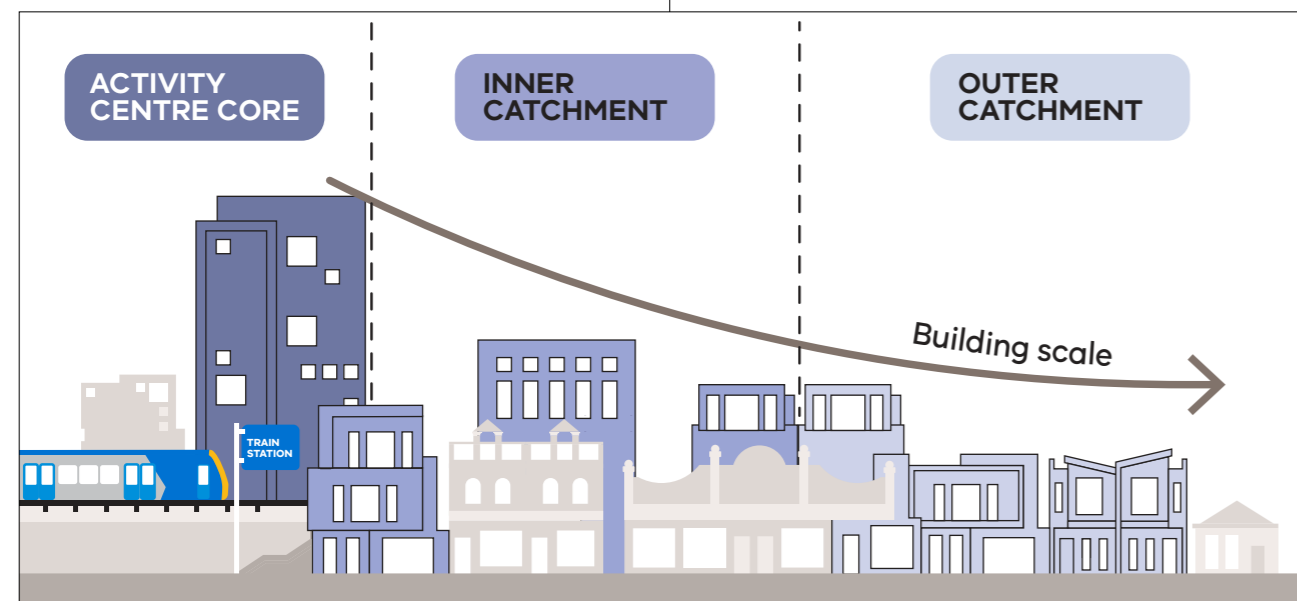 ACTIVITY
CENTRE CORE
INNER
CATCHMENT
OUTER
CATCHMENT
Building scale
TRAIN
STATION